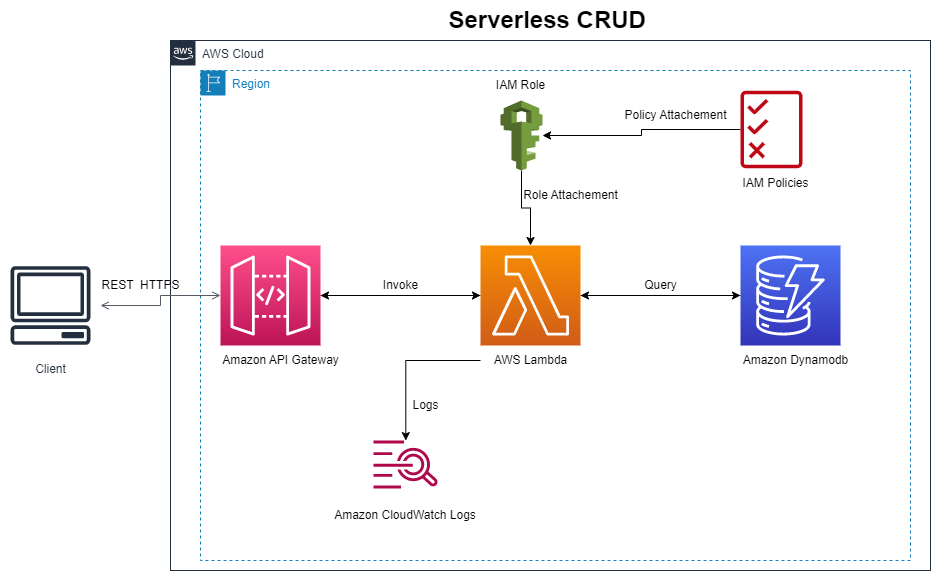 Serverless CRUD
aws
AWS Cloud
Region
IAM Role
Policy Attachement
IAM Policies
Role Attachement
REST HTTPS
Invoke
Query
</>
Client
Amazon API Gateway
AWS Lambda
Amazon Dynamodb
Logs
Amazon CloudWatch Logs